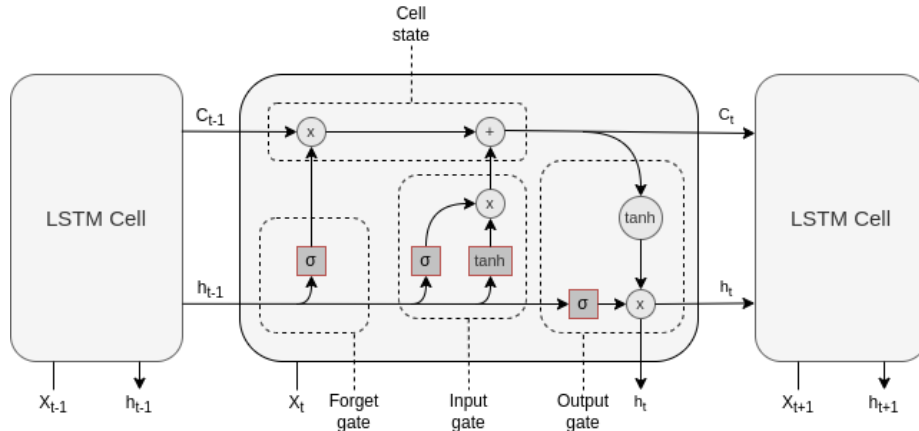 Cell
state
LSTM Cell
C_{t-1}
x
+
C_t
LSTM Cell
x
tanh
σ
σ
tanh
h_{t-1}
σ
x
h_t
X_{t-1}
h_{t-1}
X_t
Forget
gate
Input
gate
Output
gate
h_t
X_{t+1}
h_{t+1}